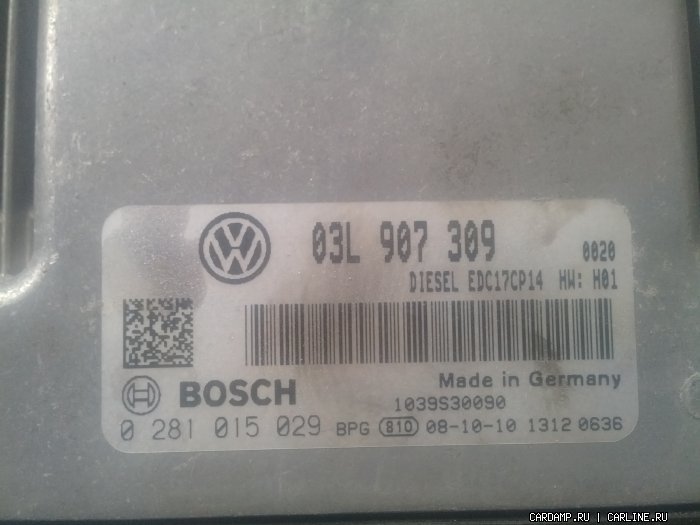 03L 907 309 0020
DIESEL EDC17CP14 HW: H01
BOSCH
Made in Germany
1039S30090
0 281 015 029 BPG 810 08-10-10 1312 0636
CARDAMP.RU | CARLINE.RU